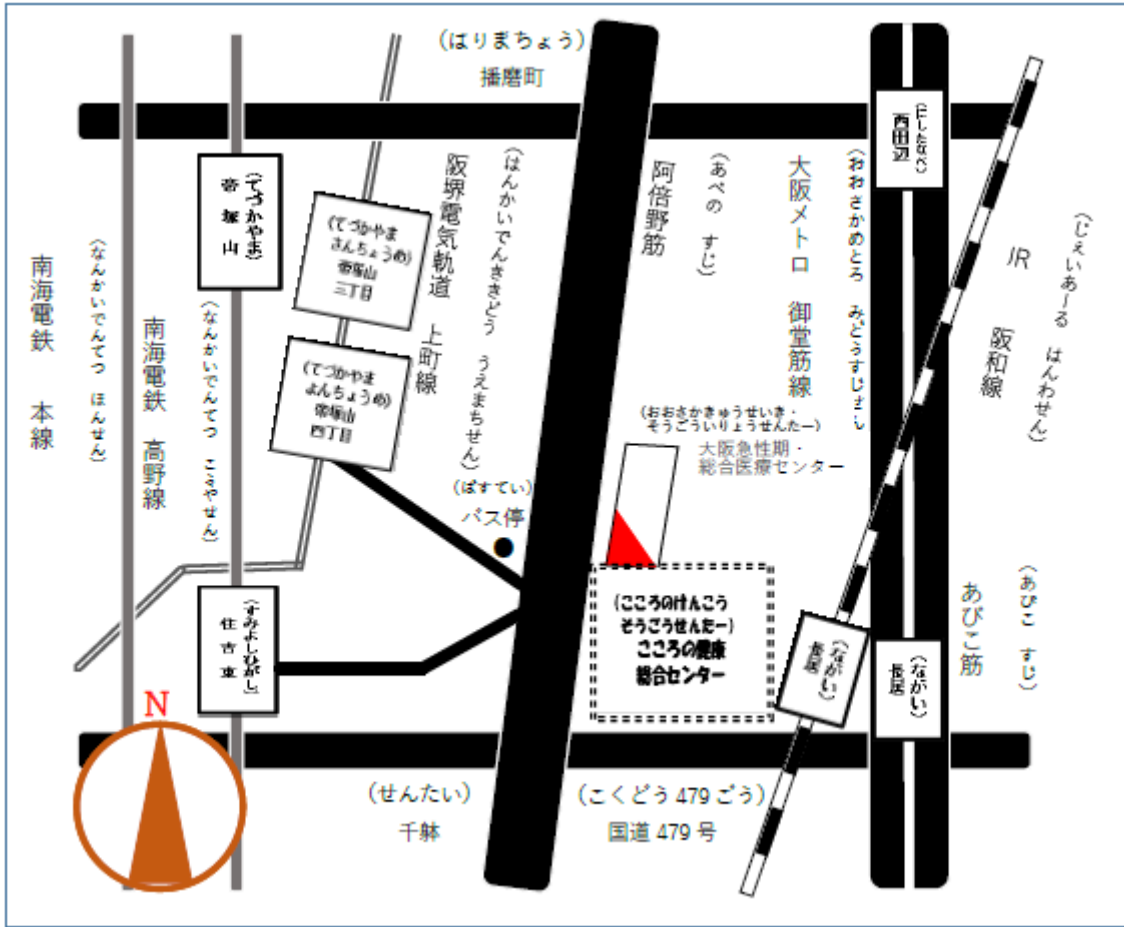 (はりまちょう)
播磨町
(にしたなべ)
西田辺
(てづかやま)
帝塚山
(てづかやま
さんちょうめ)
帝塚山
三丁目
(てづかやま
よんちょうめ)
帝塚山
四丁目
阪堺電気軌道 上町線
(はんかいでんききどう うえまちせん)
阿倍野筋
(あべの すじ)
大阪メトロ 御堂筋線
(おおさかめとろ みどうすじせん)
JR 阪和線
(じぇいあ~る はんわせん)
南海電鉄 本線
(なんかいでんてつ ほんせん)
南海電鉄 高野線
(なんかいでんてつ こうやせん)
(おおさかきゅうせいき・
そうごういりょうせんたー)
大阪急性期・
総合医療センター
(ばすてい)
バス停
(こころのけんこう
そうごうせんたー)
こころの健康
総合センター
(すみよしひがし)
住吉東
(ながい)
長居
(ながい)
長居
あびこ筋
(あびこ すじ)
N
(せんたい)
千躰
(こくどう479ごう)
国道479号